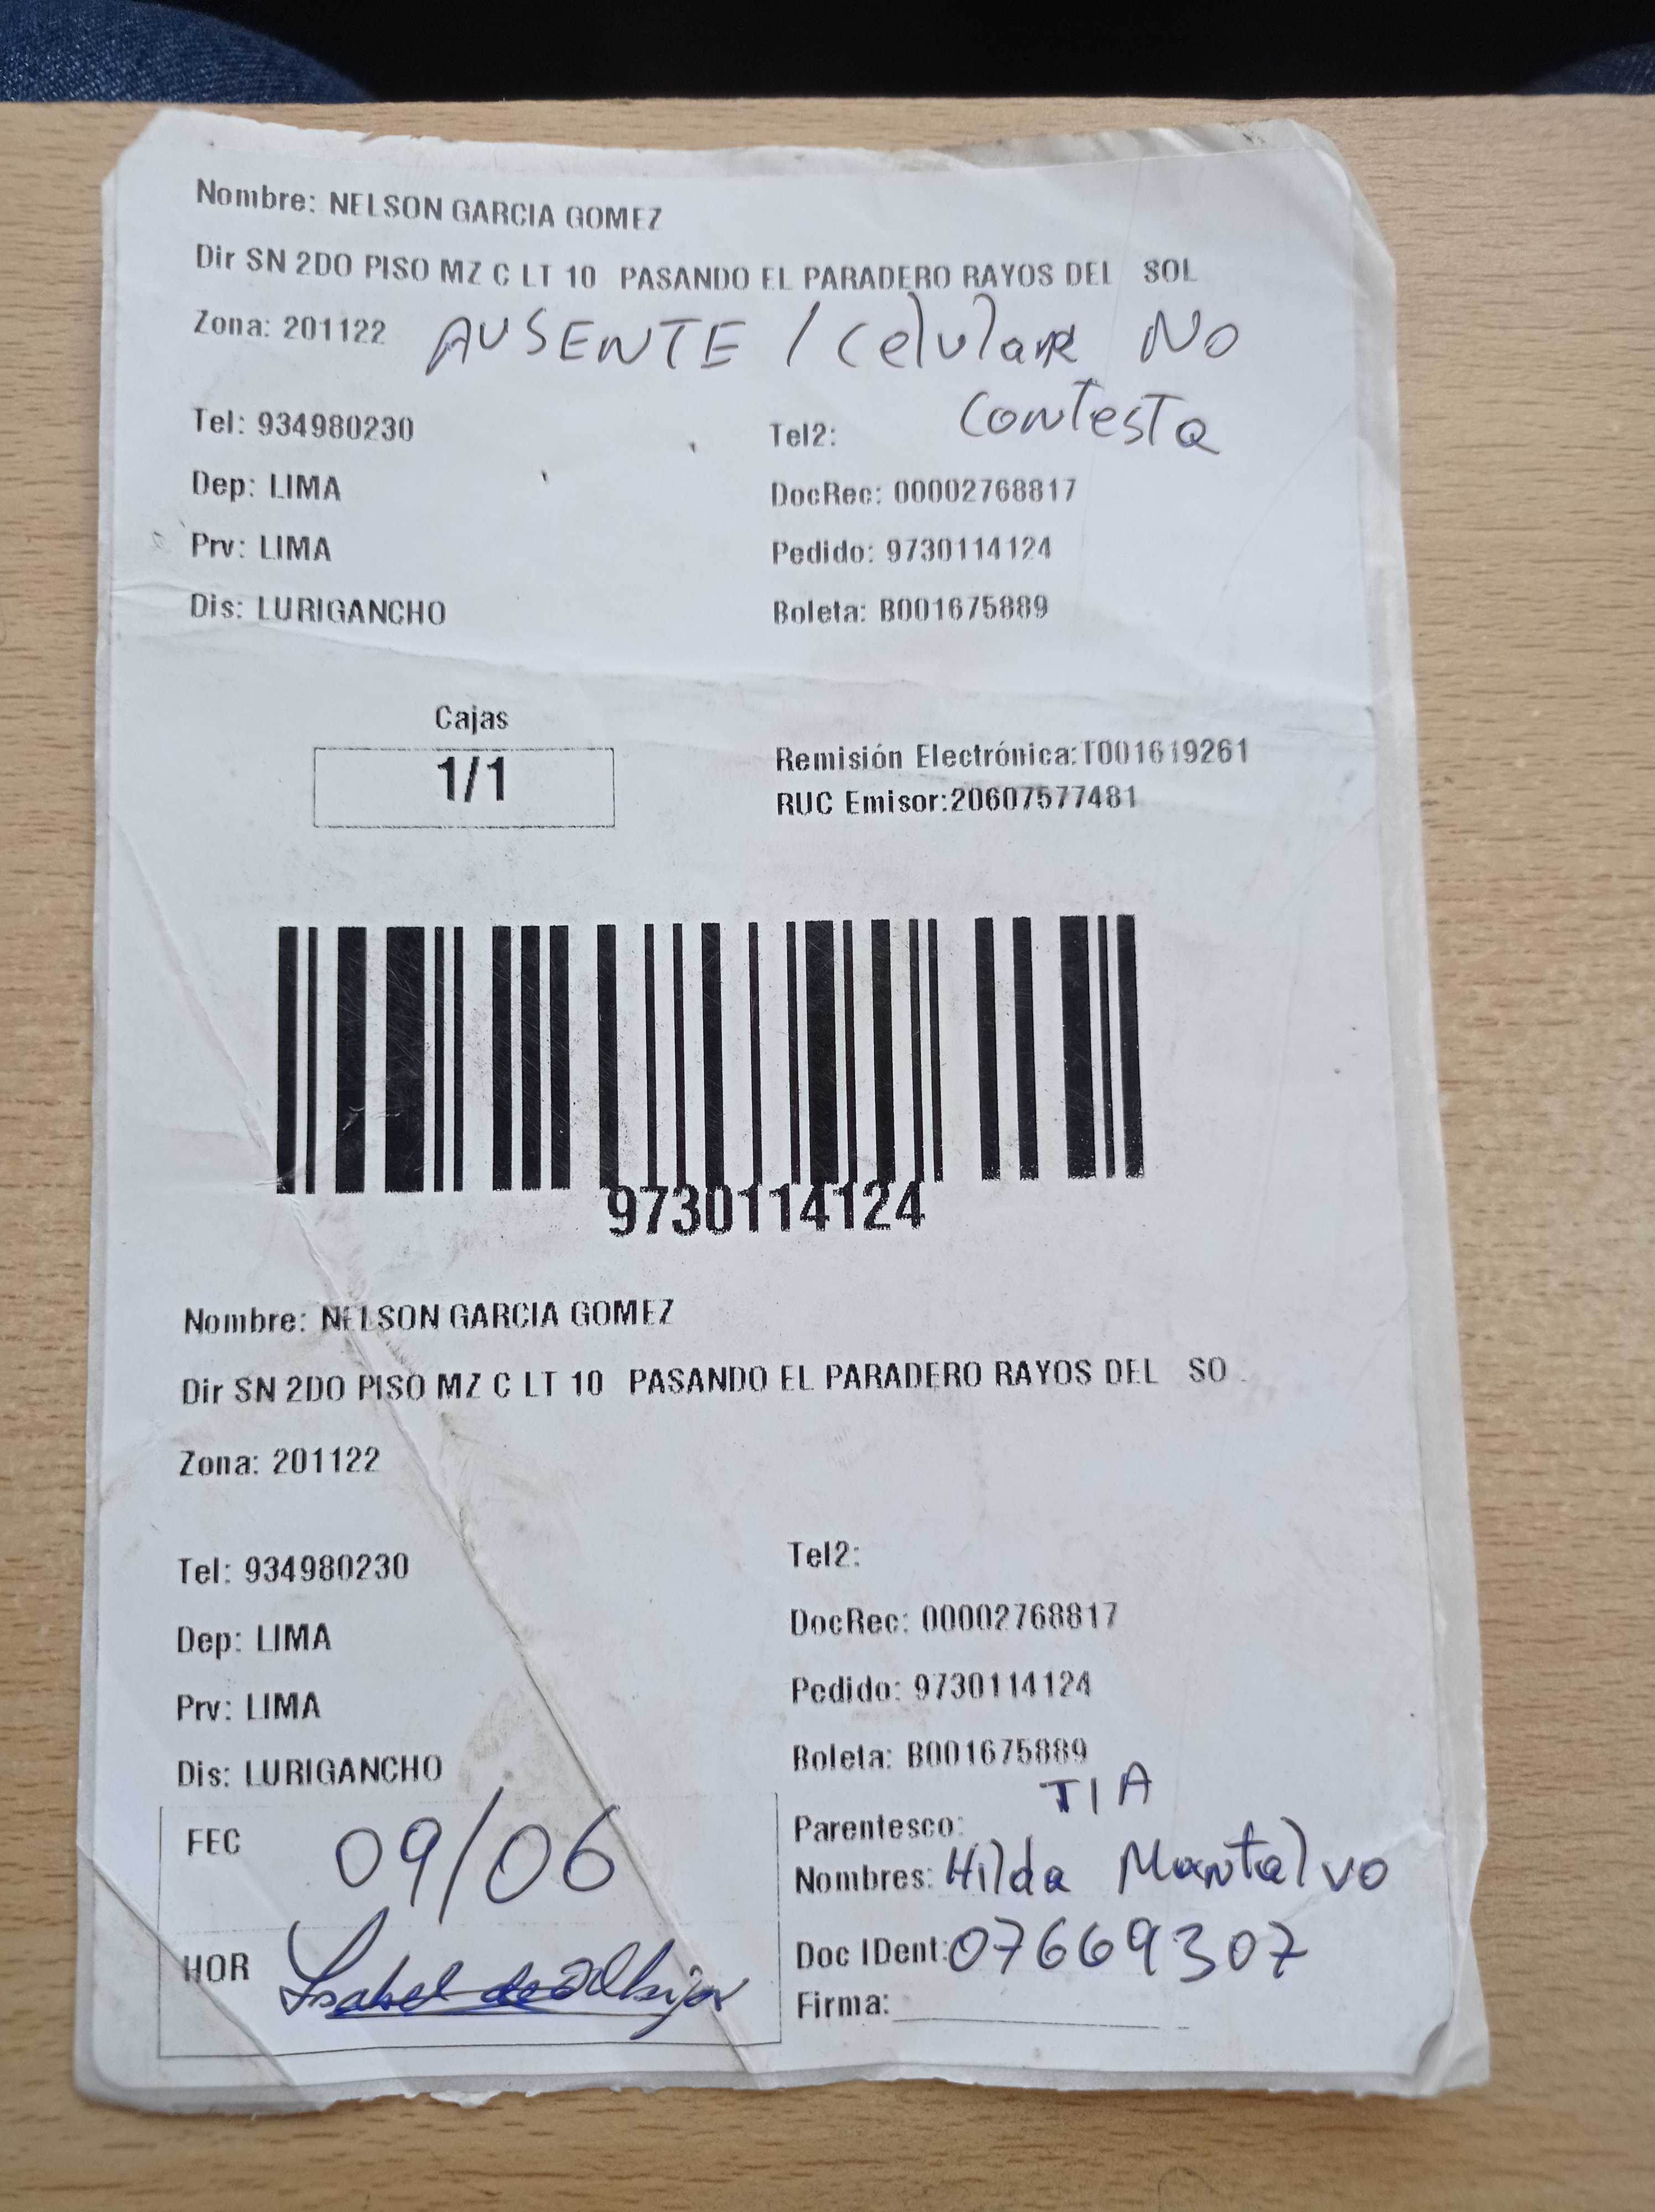 Nombre: NELSON GARCIA GOMEZ
Dir SN 2DO PISO MZ C LT 10 PASANDO EL PARADERO RAYOS DEL SOL
Zona: 201122 AUSENTE / Celular NO
contesta
Tel: 934980230 Tel2:
Dep: LIMA DocRec: 00002768817
Prv: LIMA Pedido: 9730114124
Dis: LURIGANCHO Boleta: B001675889
Cajas
1/1
Remisión Electrónica:T001619261
RUC Emisor:20607577481
9730114124
Nombre: NELSON GARCIA GOMEZ
Dir SN 2DO PISO MZ C LT 10 PASANDO EL PARADERO RAYOS DEL SO
Zona: 201122
Tel: 934980230 Tel2:
Dep: LIMA DocRec: 00002768817
Prv: LIMA Pedido: 9730114124
Dis: LURIGANCHO Boleta: B001675889
FEC 09/06
HOR Isabel de
Parentesco: TIA
Nombres: Hilda Montalvo
Doc IDent: 07669307
Firma: